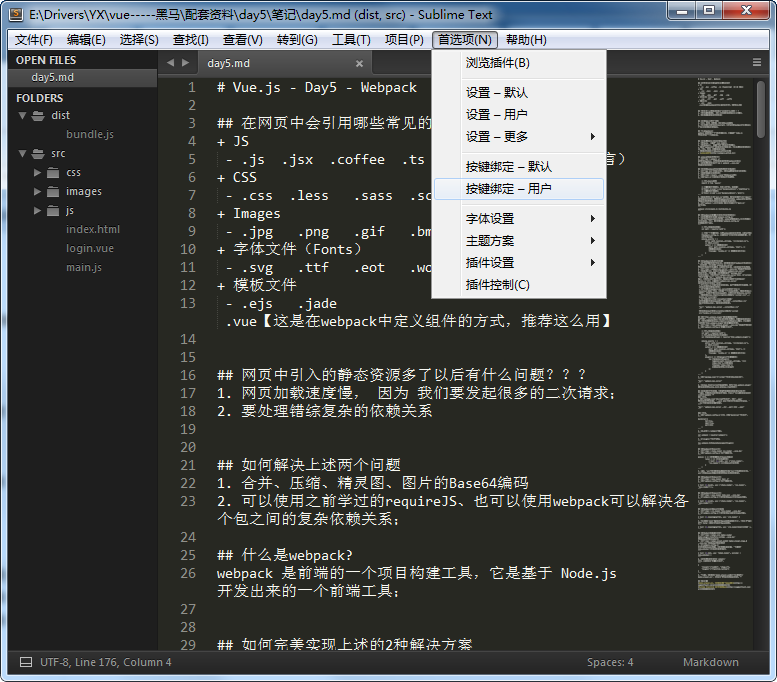 E:\Drivers\YX\vue-----黑马\配套资料\day5\笔记\day5.md (dist, src) - Sublime Text
文件(F) 编辑(E) 选择(S) 查找(I) 查看(V) 转到(G) 工具(T) 项目(P) 首选项(N) 帮助(H)
OPEN FILES
day5.md
FOLDERS
dist
bundle.js
src
css
images
js
index.html
login.vue
main.js
day5.md
浏览插件(B)
设置 – 默认
设置 – 用户
设置 – 更多
按键绑定 – 默认
按键绑定 – 用户
字体设置
主题方案
插件设置
插件控制(C)
1 # Vue.js - Day5 - Webpack
2
3 ## 在网页中会引用哪些常见的
4 + JS
5 - .js .jsx .coffee .ts
6 + CSS
7 - .css .less .sass .sc
8 + Images
9 - .jpg .png .gif .bm
10 + 字体文件（Fonts）
11 - .svg .ttf .eot .wo
12 + 模板文件
13 - .ejs .jade
.vue【这是在webpack中定义组件的方式，推荐这么用】
14
15
16 ## 网页中引入的静态资源多了以后有什么问题？？？
17 1. 网页加载速度慢， 因为 我们要发起很多的二次请求；
18 2. 要处理错综复杂的依赖关系
19
20
21 ## 如何解决上述两个问题
22 1. 合并、压缩、精灵图、图片的Base64编码
23 2. 可以使用之前学过的requireJS、也可以使用webpack可以解决各
个包之间的复杂依赖关系；
24
25 ## 什么是webpack?
26 webpack 是前端的一个项目构建工具，它是基于 Node.js
开发出来的一个前端工具；
27
28
29 ## 如何完美实现上述的2种解决方案
UTF-8, Line 176, Column 4
Spaces: 4
Markdown